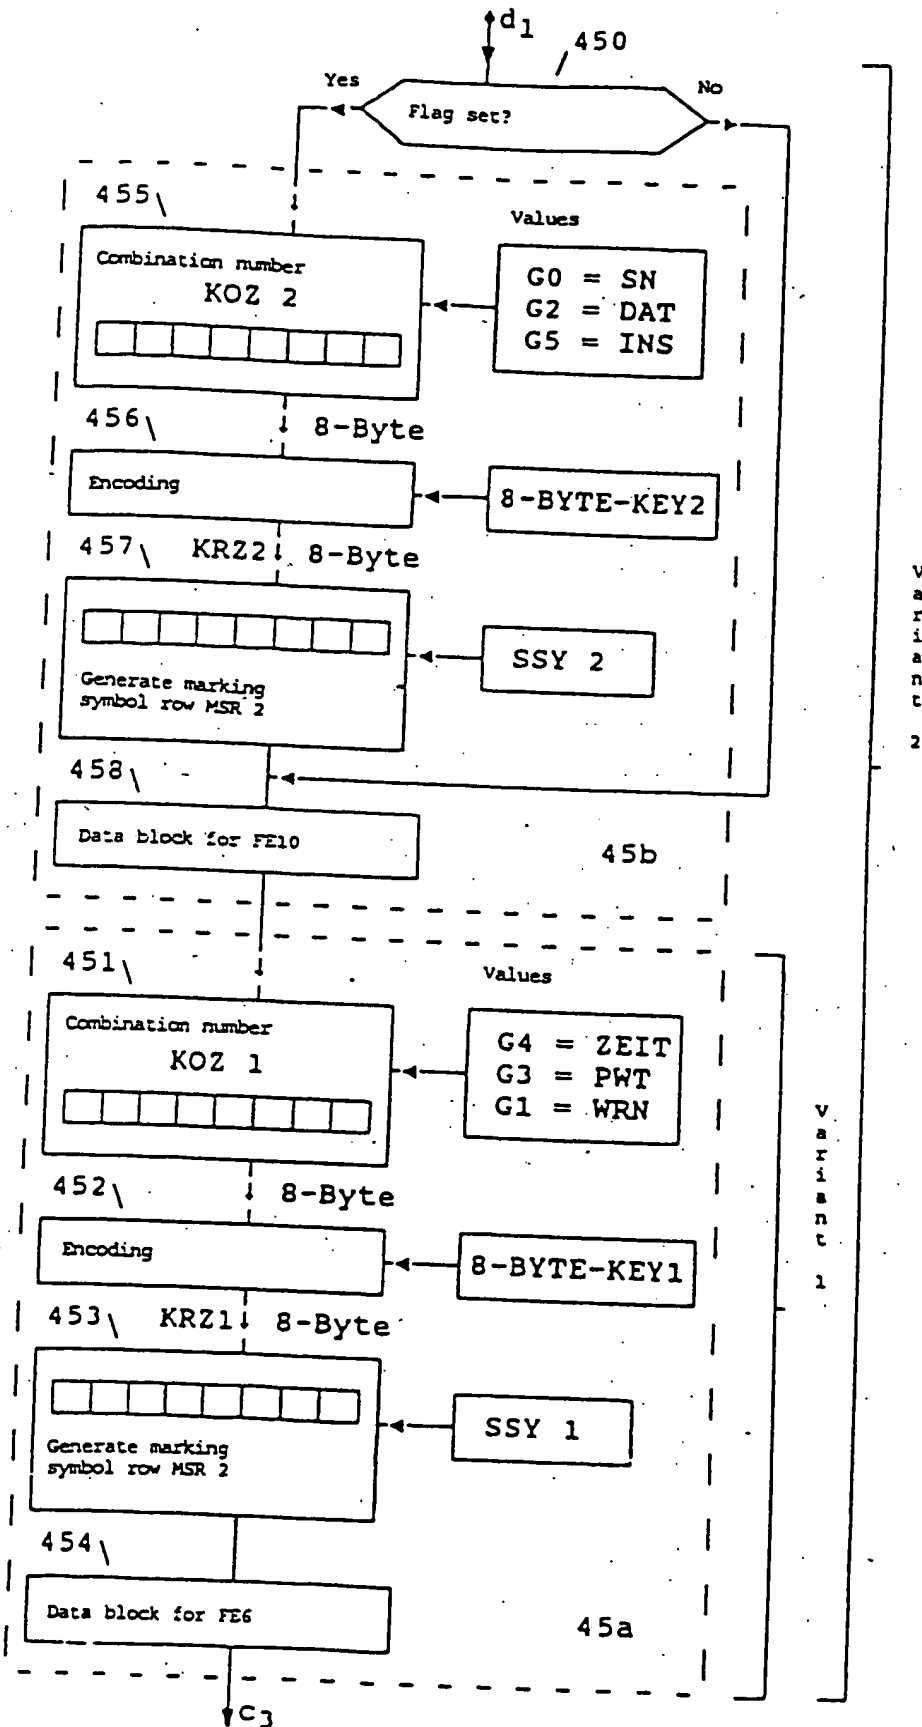 d1
450
Yes
No
Flag set?
455
Values
Combination number
KOZ 2
G0 = SN
G2 = DAT
G5 = INS
456
8-Byte
Encoding
8-BYTE-KEY2
457
KRZ2
8-Byte
SSY 2
Generate marking
symbol row MSR 2
Variant 2
458
Data block for FE10
45b
451
Values
Combination number
KOZ 1
G4 = ZEIT
G3 = PWT
G1 = WRN
Variant 1
452
8-Byte
Encoding
8-BYTE-KEY1
453
KRZ1
8-Byte
SSY 1
Generate marking
symbol row MSR 2
454
Data block for FE6
45a
c3